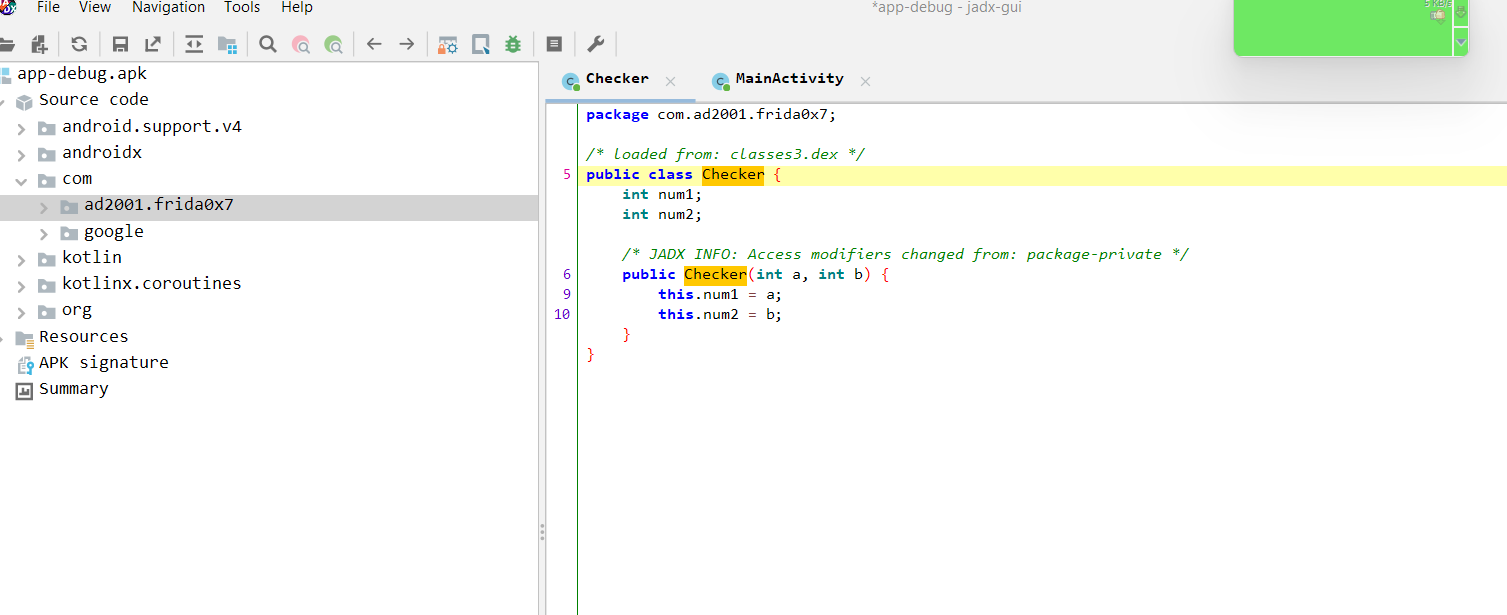 File View Navigation Tools Help
*app-debug - jadx-gui
5 KB/s
app-debug.apk
Source code
android.support.v4
androidx
com
ad2001.frida0x7
google
kotlin
kotlinx.coroutines
org
Resources
APK signature
Summary
Checker MainActivity
package com.ad2001.frida0x7;
/* loaded from: classes3.dex */
5 public class Checker {
int num1;
int num2;
/* JADX INFO: Access modifiers changed from: package-private */
6 public Checker(int a, int b) {
9 this.num1 = a;
10 this.num2 = b;
}
}